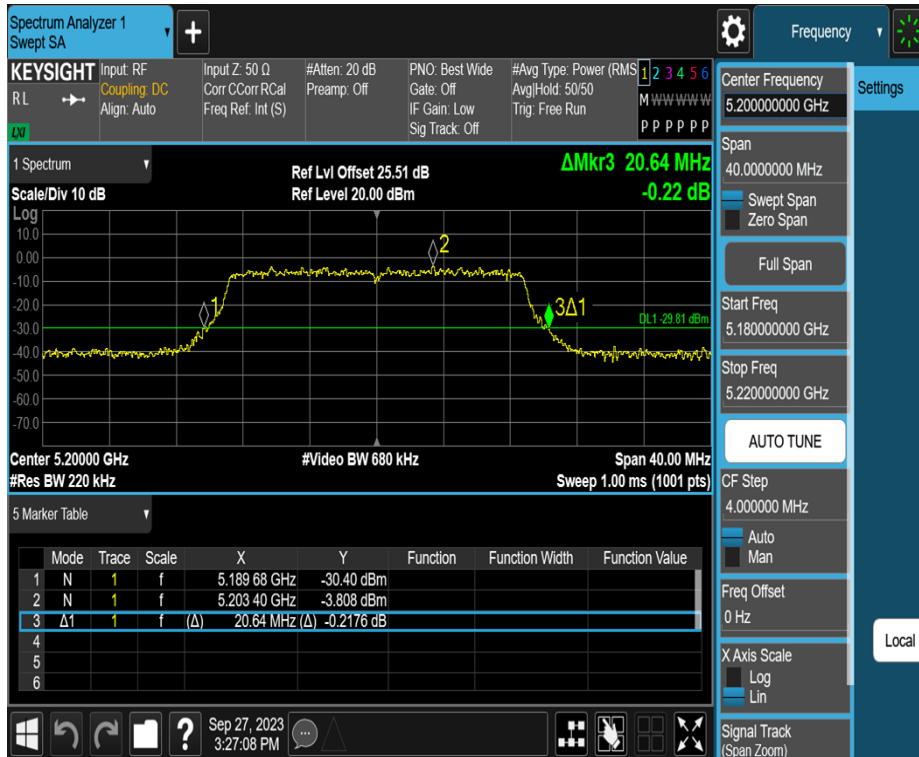 Spectrum Analyzer 1
Swept SA
+
Frequency
KEYSIGHT
R L
LXI
Input: RF
Coupling: DC
Align: Auto
Input Z: 50 Ω
Corr CCorr RCal
Freq Ref: Int (S)
#Atten: 20 dB
Preamp: Off
PNO: Best Wide
Gate: Off
IF Gain: Low
Sig Track: Off
#Avg Type: Power (RMS
Avg|Hold: 50/50
Trig: Free Run
1 2 3 4 5 6
M W W W W W
P P P P P P
1 Spectrum
Scale/Div 10 dB
Ref Lvl Offset 25.51 dB
Ref Level 20.00 dBm
ΔMkr3 20.64 MHz
-0.22 dB
Log
10.0
0.00
-10.0
-20.0
-30.0
-40.0
-50.0
-60.0
-70.0
2
1
3Δ1
DL1 -29.81 dBm
Center 5.20000 GHz
#Video BW 680 kHz
Span 40.00 MHz
#Res BW 220 kHz
Sweep 1.00 ms (1001 pts)
5 Marker Table
Mode Trace Scale X Y Function Function Width Function Value
1 N 1 f 5.189 68 GHz -30.40 dBm
2 N 1 f 5.203 40 GHz -3.808 dBm
3 Δ1 1 f (Δ) 20.64 MHz (Δ) -0.2176 dB
4
5
6
Sep 27, 2023
3:27:08 PM
?
Center Frequency
5.200000000 GHz
Span
40.0000000 MHz
Swept Span
Zero Span
Full Span
Start Freq
5.180000000 GHz
Stop Freq
5.220000000 GHz
AUTO TUNE
CF Step
4.000000 MHz
Auto
Man
Freq Offset
0 Hz
X Axis Scale
Log
Lin
Signal Track
(Span Zoom)
Settings
Local